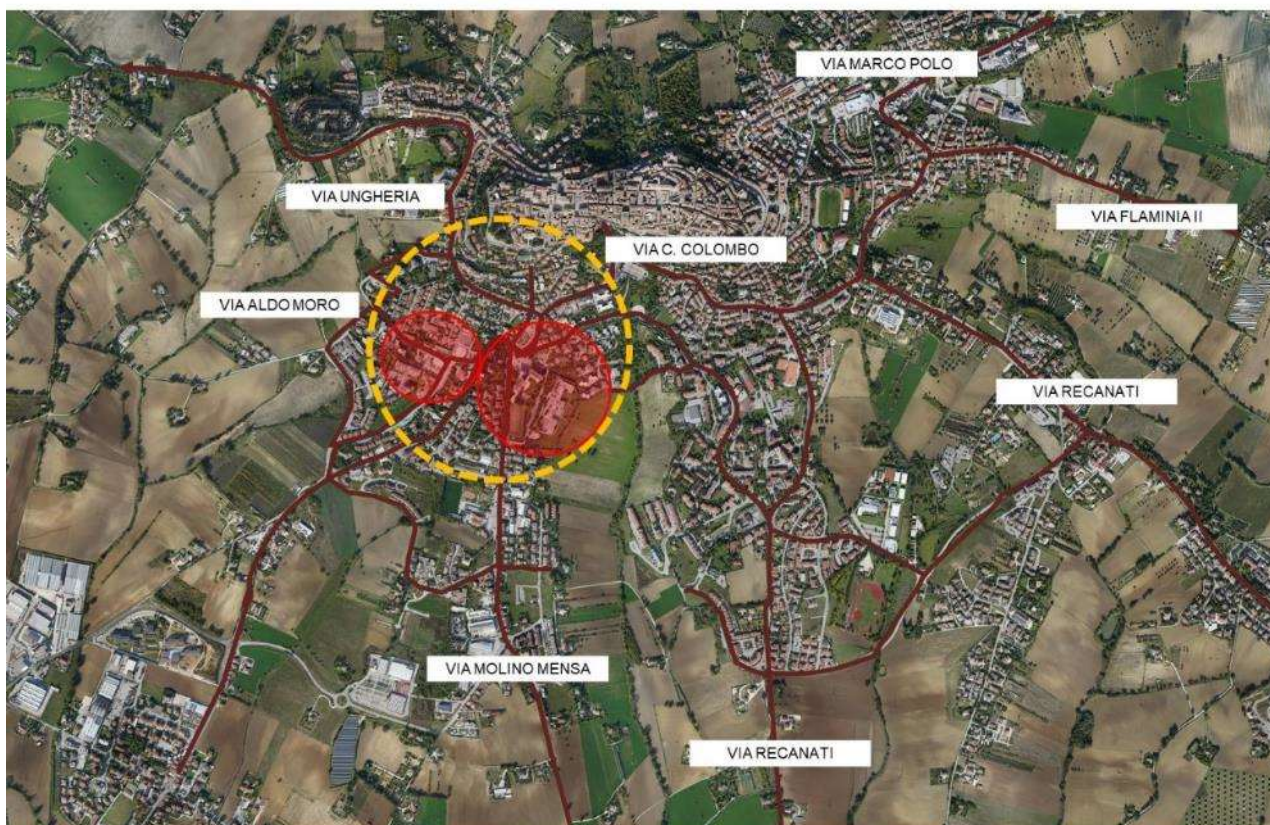 VIA MARCO POLO
VIA UNGHERIA
VIA FLAMINIA II
VIA C. COLOMBO
VIA ALDO MORO
VIA RECANATI
VIA MOLINO MENSA
VIA RECANATI